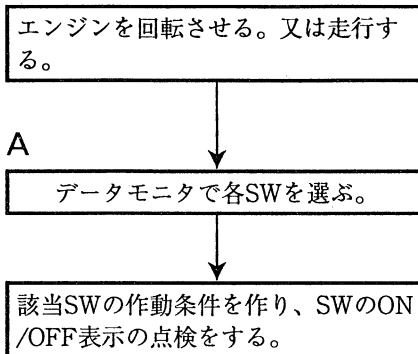 エンジンを回転させる。又は走行す
る。
A
データモニタで各SWを選ぶ。
該当SWの作動条件を作り、SWのON
/OFF表示の点検をする。